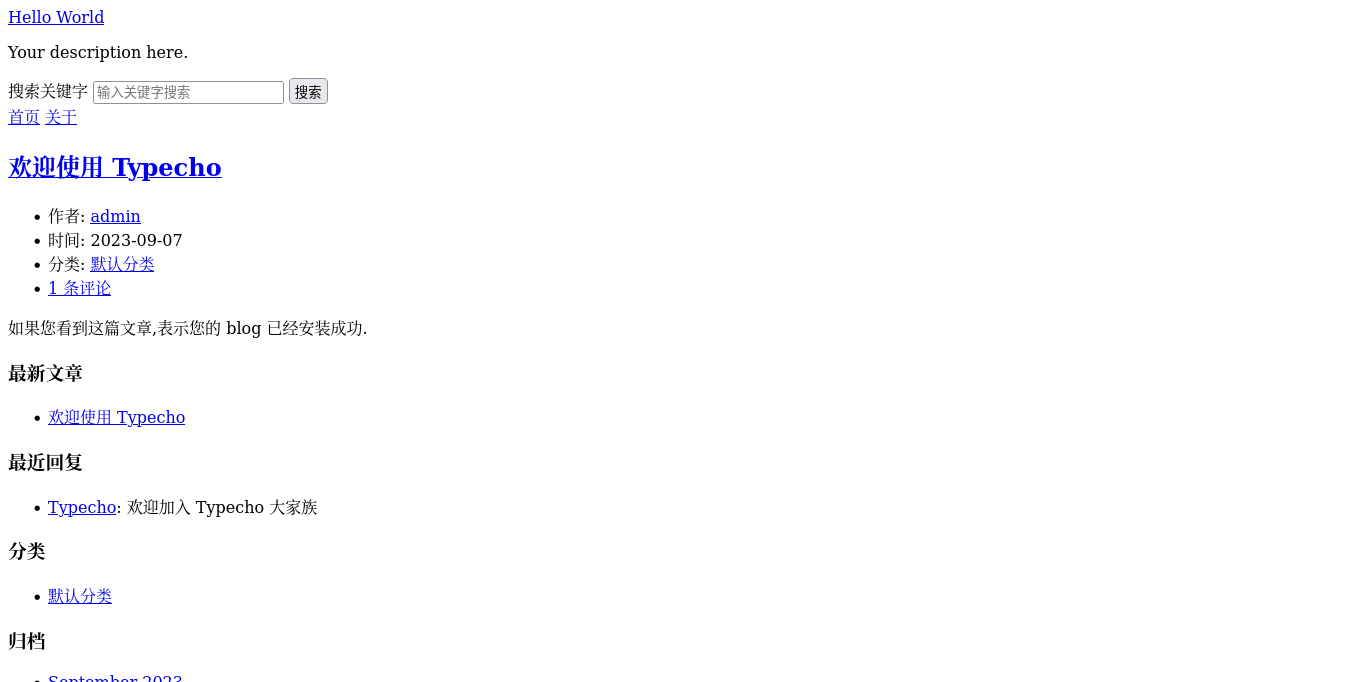 Hello World
Your description here.
搜索关键字 输入关键字搜索 搜索
首页 关于
欢迎使用 Typecho
作者: admin
时间: 2023-09-07
分类: 默认分类
1 条评论
如果您看到这篇文章,表示您的 blog 已经安装成功.
最新文章
欢迎使用 Typecho
最近回复
Typecho: 欢迎加入 Typecho 大家族
分类
默认分类
归档
September 2023